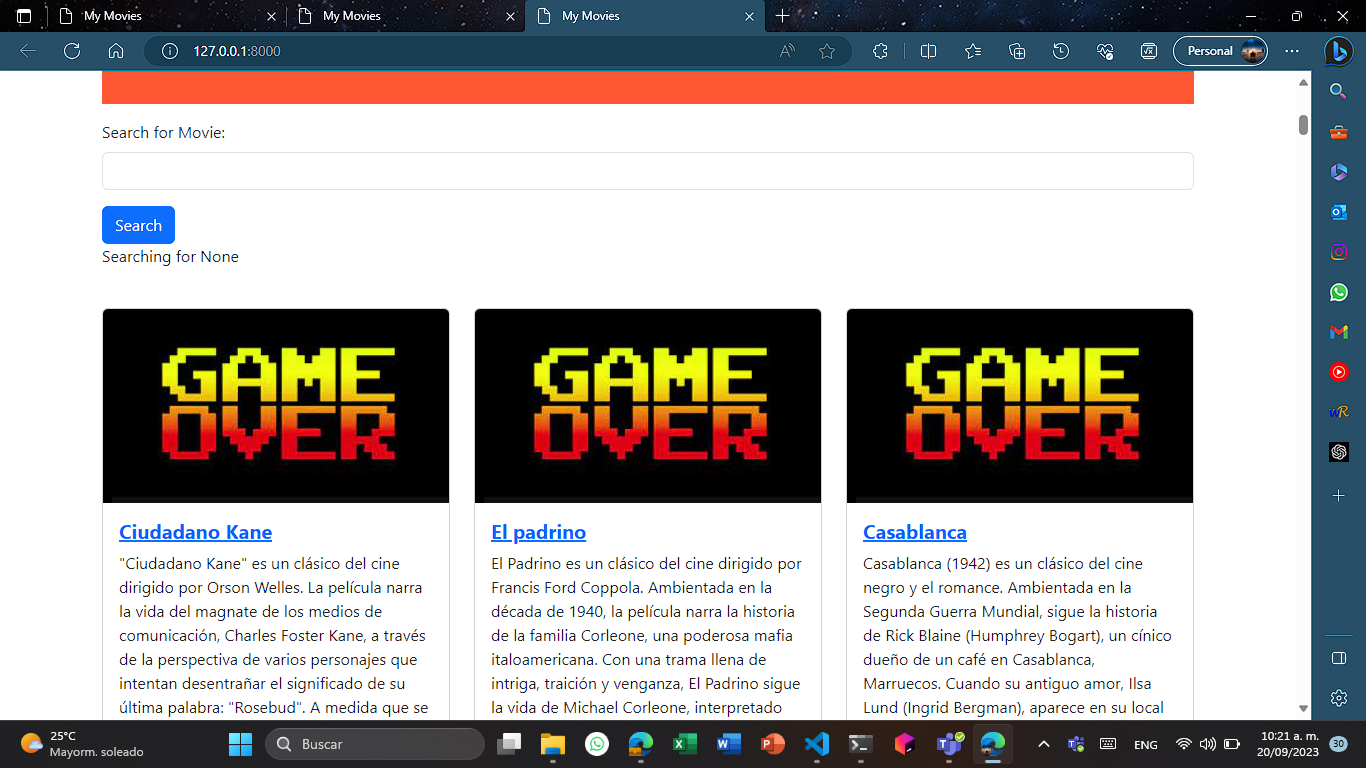 My Movies
My Movies
My Movies
127.0.0.1:8000
Personal
Search for Movie:
Search
Searching for None
GAME
OVER
GAME
OVER
GAME
OVER
Ciudadano Kane
"Ciudadano Kane" es un clásico del cine
dirigido por Orson Welles. La película narra
la vida del magnate de los medios de
comunicación, Charles Foster Kane, a través
de la perspectiva de varios personajes que
intentan desentrañar el significado de su
última palabra: "Rosebud". A medida que se
El padrino
El Padrino es un clásico del cine dirigido por
Francis Ford Coppola. Ambientada en la
década de 1940, la película narra la historia
de la familia Corleone, una poderosa mafia
italoamericana. Con una trama llena de
intriga, traición y venganza, El Padrino sigue
la vida de Michael Corleone, interpretado
Casablanca
Casablanca (1942) es un clásico del cine
negro y el romance. Ambientada en la
Segunda Guerra Mundial, sigue la historia
de Rick Blaine (Humphrey Bogart), un cínico
dueño de un café en Casablanca,
Marruecos. Cuando su antiguo amor, Ilsa
Lund (Ingrid Bergman), aparece en su local
25°C
Mayorm. soleado
Buscar
ENG
10:21 a. m.
20/09/2023
30